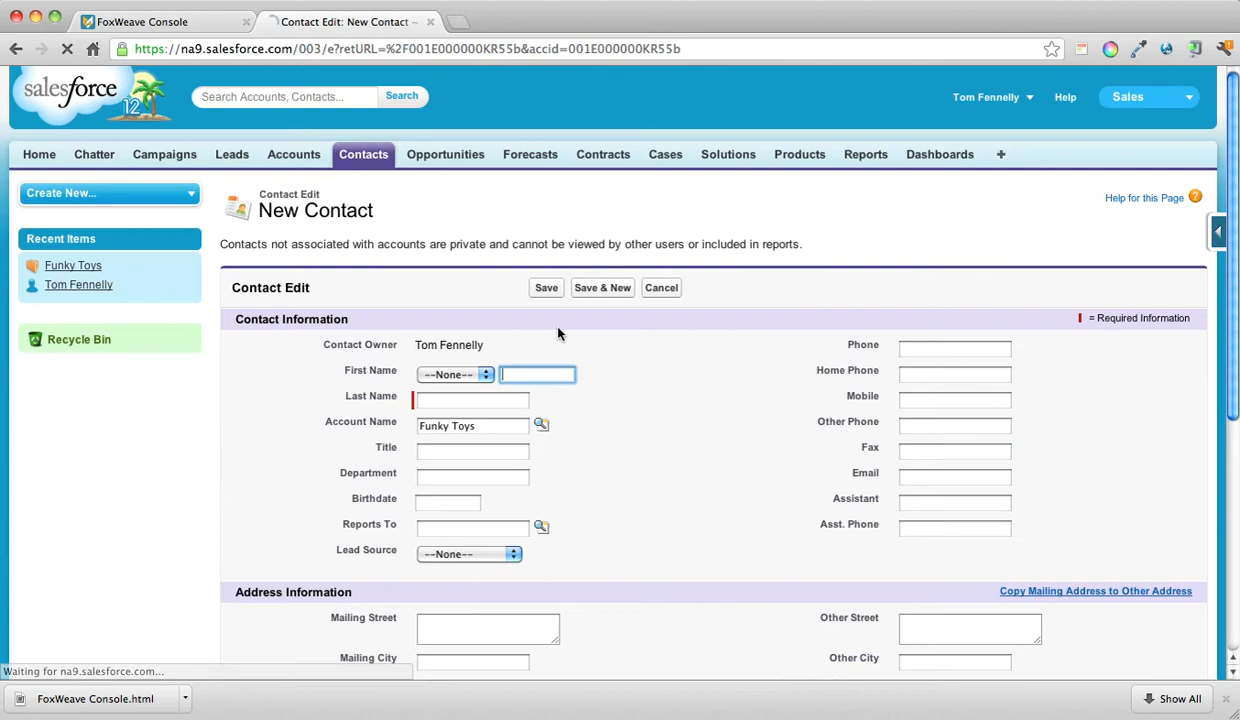 FoxWeave Console
Contact Edit: New Contact ~
https://na9.salesforce.com/003/e?retURL=%2F001E000000KR55b&accid=001E000000KR55b
salesforce
12
Search Accounts, Contacts...
Search
Tom Fennelly
Help
Sales
Home
Chatter
Campaigns
Leads
Accounts
Contacts
Opportunities
Forecasts
Contracts
Cases
Solutions
Products
Reports
Dashboards
+
Create New...
Recent Items
Funky Toys
Tom Fennelly
Recycle Bin
Contact Edit
New Contact
Help for this Page ?
Contacts not associated with accounts are private and cannot be viewed by other users or included in reports.
Contact Edit
Save
Save & New
Cancel
Contact Information
= Required Information
Contact Owner Tom Fennelly
First Name --None--
Last Name
Account Name Funky Toys
Title
Department
Birthdate
Reports To
Lead Source --None--
Phone
Home Phone
Mobile
Other Phone
Fax
Email
Assistant
Asst. Phone
Address Information
Copy Mailing Address to Other Address
Mailing Street
Mailing City
Other Street
Other City
Waiting for na9.salesforce.com...
FoxWeave Console.html
Show All